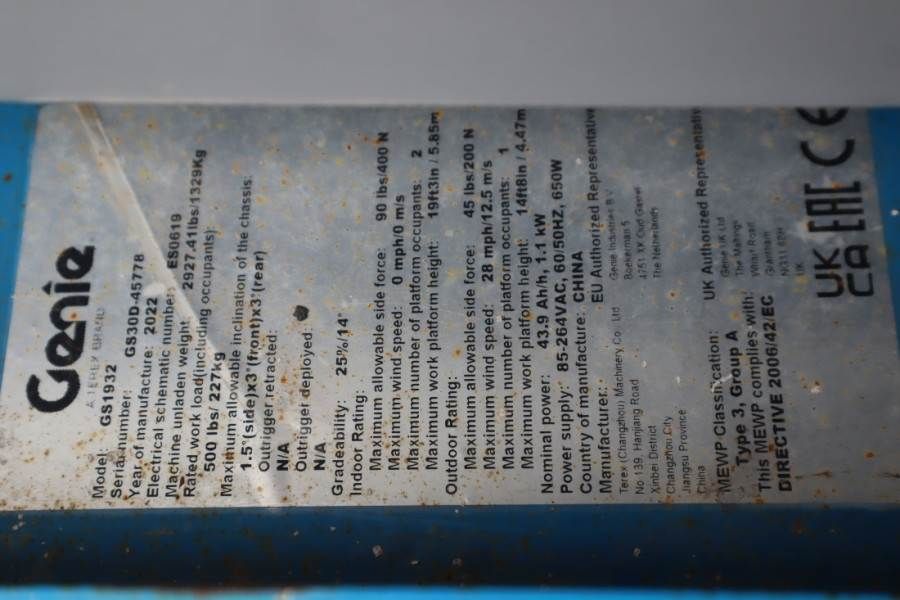 Genie
A TEREX BRAND
Model: GS1932
Serial number: GS30D-45778
Year of manufacture: 2022
Electrical schematic number: ES0619
Machine unladen weight 2927.41lbs/1329Kg
Rated work load(including occupants):
500 lbs/ 227kg
Maximum allowable inclination of the chassis:
1.5°(side)x3°(front)x3°(rear)
Outrigger retracted:
N/A
Outrigger deployed:
N/A
Gradeability: 25%/14°
Indoor Rating:
Maximum allowable side force: 90 lbs/400 N
Maximum wind speed: 0 mph/0 m/s
Maximum number of platform occupants: 2
Maximum work platform height: 19ft3in / 5.85m
Outdoor Rating:
Maximum allowable side force: 45 lbs/200 N
Maximum wind speed: 28 mph/12.5 m/s
Maximum number of platform occupants: 1
Maximum work platform height: 14ft8in / 4.47m
Nominal power: 43.9 Ah/h, 1.1 kW
Power supply: 85-264VAC, 60/50HZ, 650W
Country of manufacture: CHINA
Manufacturer:
Terex (Changzhou) Machinery Co., Ltd
No 139, Hanjiang Road
Xinbei District
Changzhou City
Jiangsu Province
China
EU Authorized Representative
Genie Industries B.V
Boekerman 5
4751 XK Oud Gastel
The Netherlands
MEWP Classification:
Type 3, Group A
This MEWP complies with:
DIRECTIVE 2006/42/EC
UK Authorized Representative
Genie UK Ltd
The Maltings
Wharf Road
Grantham
UK
UK
CA EAC CE